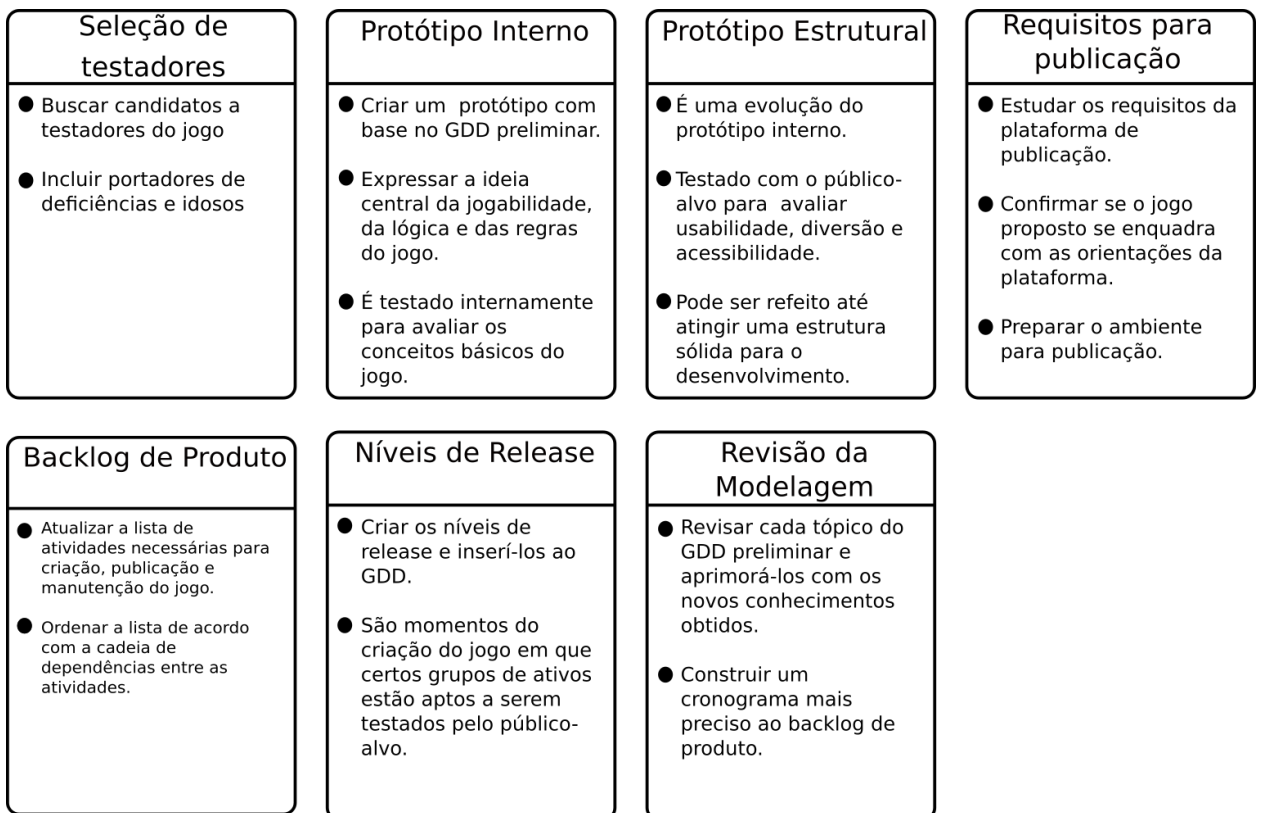 Seleção de
testadores
● Buscar candidatos a
testadores do jogo
● Incluir portadores de
deficiências e idosos
Protótipo Interno
● Criar um protótipo com
base no GDD preliminar.
● Expressar a ideia
central da jogabilidade,
da lógica e das regras
do jogo.
● É testado internamente
para avaliar os
conceitos básicos do
jogo.
Protótipo Estrutural
● É uma evolução do
protótipo interno.
● Testado com o público-
alvo para avaliar
usabilidade, diversão e
acessibilidade.
● Pode ser refeito até
atingir uma estrutura
sólida para o
desenvolvimento.
Requisitos para
publicação
● Estudar os requisitos da
plataforma de
publicação.
● Confirmar se o jogo
proposto se enquadra
com as orientações da
plataforma.
● Preparar o ambiente
para publicação.
Backlog de Produto
● Atualizar a lista de
atividades necessárias para
criação, publicação e
manutenção do jogo.
● Ordenar a lista de acordo
com a cadeia de
dependências entre as
atividades.
Níveis de Release
● Criar os níveis de
release e inserí-los ao
GDD.
● São momentos do
criação do jogo em que
certos grupos de ativos
estão aptos a serem
testados pelo público-
alvo.
Revisão da
Modelagem
● Revisar cada tópico do
GDD preliminar e
aprimorá-los com os
novos conhecimentos
obtidos.
● Construir um
cronograma mais
preciso ao backlog de
produto.